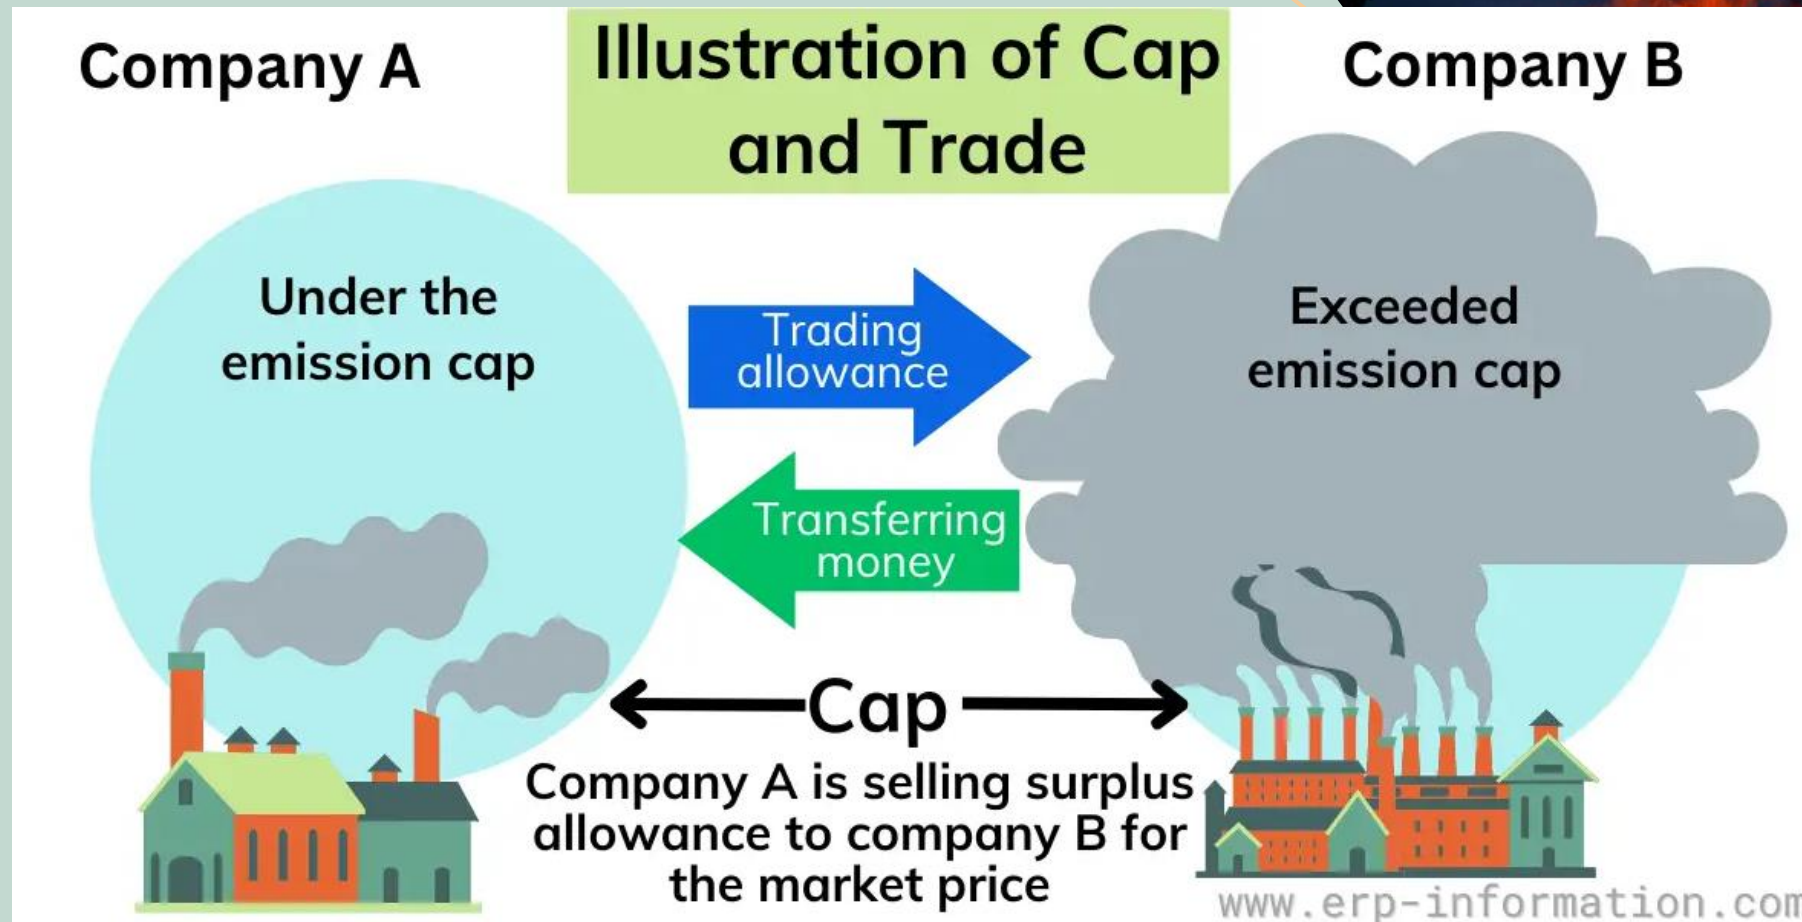 Company A
Illustration of Cap
and Trade
Company B
Under the
emission cap
Trading
allowance
Exceeded
emission cap
Transferring
money
Cap
Company A is selling surplus
allowance to company B for
the market price
www.erp-information.com